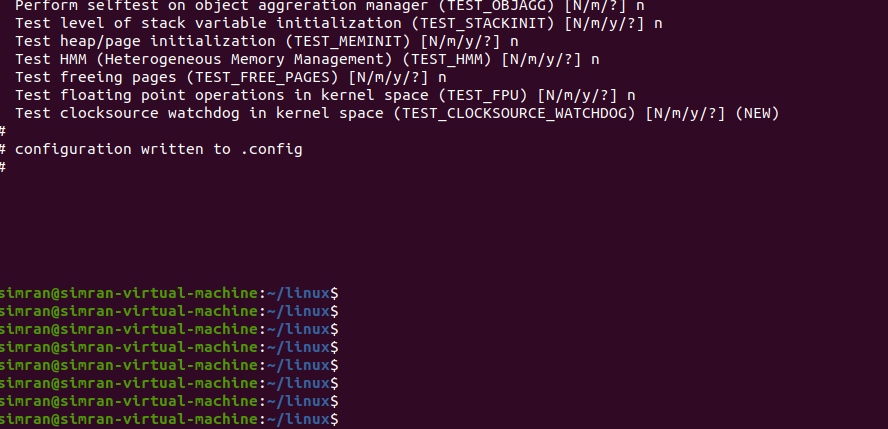 Perform selftest on object aggreration manager (TEST_OBJAGG) [N/m/?] n
Test level of stack variable initialization (TEST_STACKINIT) [N/m/y/?] n
Test heap/page initialization (TEST_MEMINIT) [N/m/y/?] n
Test HMM (Heterogeneous Memory Management) (TEST_HMM) [N/m/y/?] n
Test freeing pages (TEST_FREE_PAGES) [N/m/y/?] n
Test floating point operations in kernel space (TEST_FPU) [N/m/y/?] n
Test clocksource watchdog in kernel space (TEST_CLOCKSOURCE_WATCHDOG) [N/m/y/?] (NEW)
#
# configuration written to .config
#
simran@simran-virtual-machine:~/linux$
simran@simran-virtual-machine:~/linux$
simran@simran-virtual-machine:~/linux$
simran@simran-virtual-machine:~/linux$
simran@simran-virtual-machine:~/linux$
simran@simran-virtual-machine:~/linux$
simran@simran-virtual-machine:~/linux$
simran@simran-virtual-machine:~/linux$